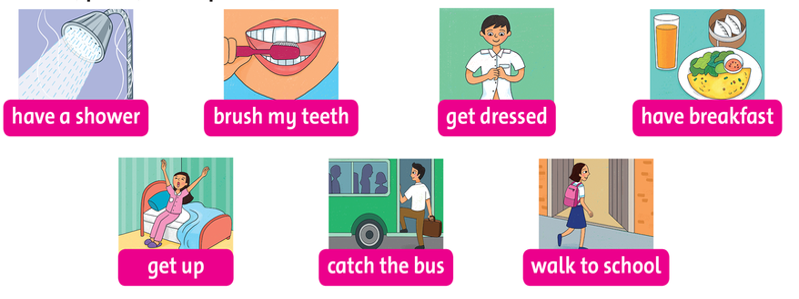 have a shower
brush my teeth
get dressed
have breakfast
get up
catch the bus
walk to school